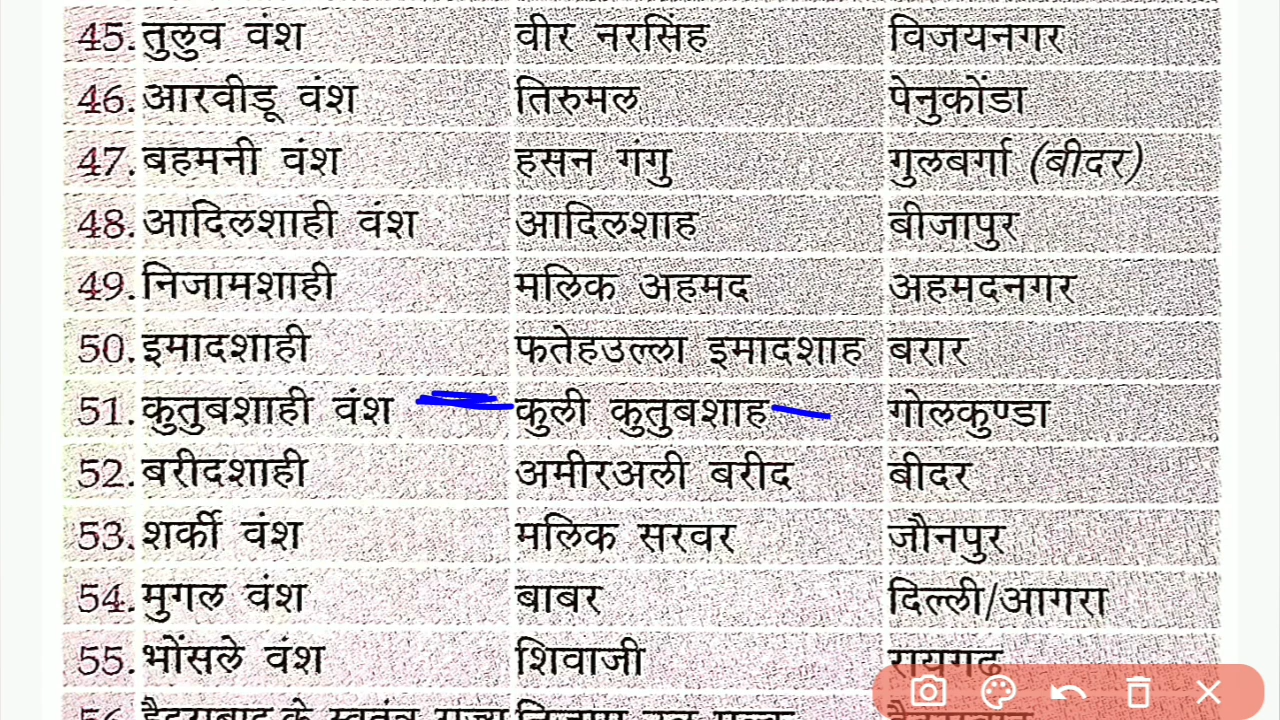 45. तुलुव वंश वीर नरसिंह विजयनगर
46. आरवीडू वंश तिरुमल पेनुकोंडा
47. बहमनी वंश हसन गंगु गुलबर्गा (बीदर)
48. आदिलशाही वंश आदिलशाह बीजापुर
49. निजामशाही मलिक अहमद अहमदनगर
50. इमादशाही फतेहउल्ला इमादशाह बरार
51. कुतुबशाही वंश कुली कुतुबशाह गोलकुण्डा
52. बरीदशाही अमीरअली बरीद बीदर
53. शर्की वंश मलिक सरवर जौनपुर
54. मुगल वंश बाबर दिल्ली/आगरा
55. भोंसले वंश शिवाजी रायगढ़